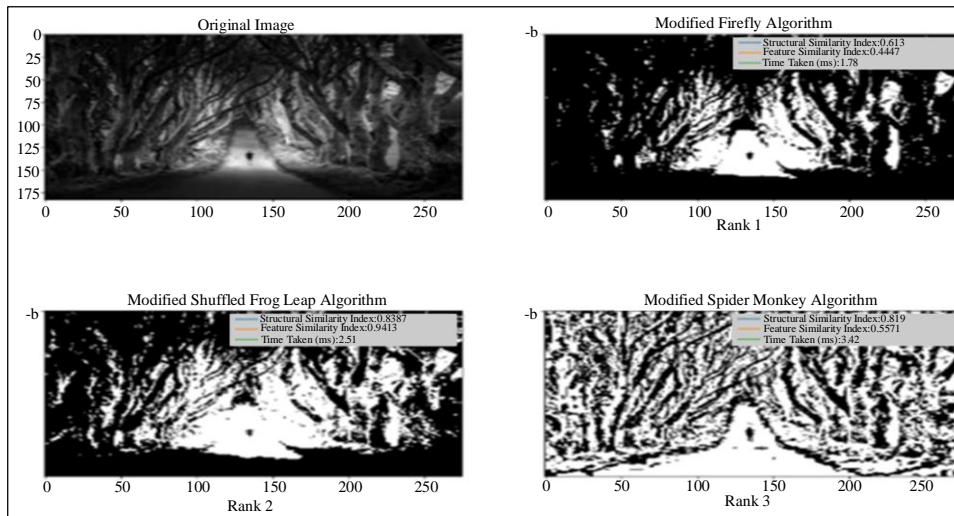 Original Image
0
25
50
75
100
125
150
175
0 50 100 150 200 250
Modified Firefly Algorithm
-b
Structural Similarity Index:0.613
Feature Similarity Index:0.4447
Time Taken (ms):1.78
0 50 100 150 200 250
Rank 1
Modified Shuffled Frog Leap Algorithm
-b
Structural Similarity Index:0.8387
Feature Similarity Index:0.9413
Time Taken (ms):2.51
0 50 100 150 200 250
Rank 2
Modified Spider Monkey Algorithm
-b
Structural Similarity Index:0.819
Feature Similarity Index:0.5571
Time Taken (ms):3.42
0 50 100 150 200 250
Rank 3